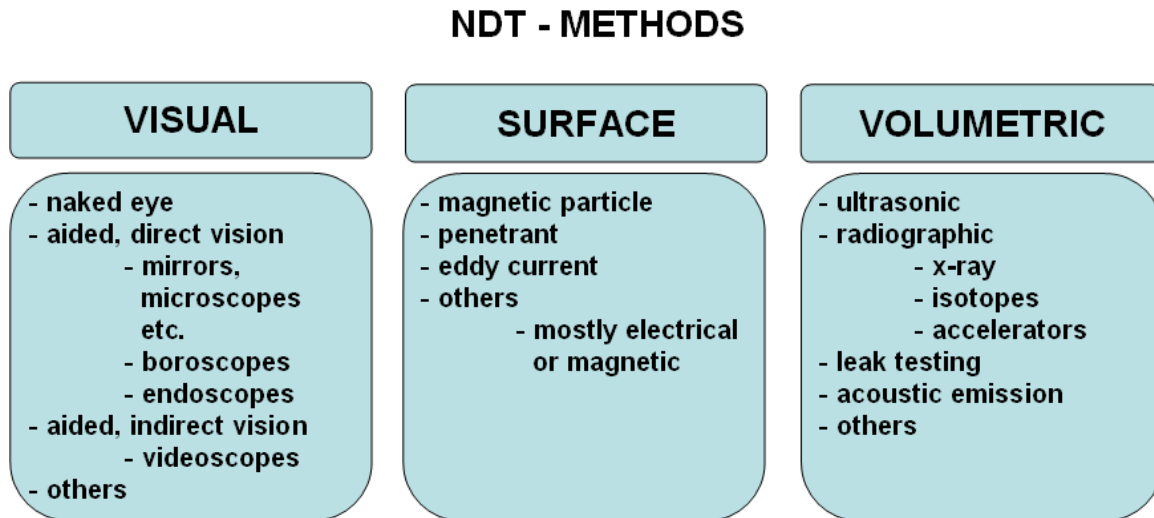 NDT - METHODS
VISUAL
- naked eye
- aided, direct vision
- mirrors,
microscopes
etc.
- boroscopes
- endoscopes
- aided, indirect vision
- videoscopes
- others
SURFACE
- magnetic particle
- penetrant
- eddy current
- others
- mostly electrical
or magnetic
VOLUMETRIC
- ultrasonic
- radiographic
- x-ray
- isotopes
- accelerators
- leak testing
- acoustic emission
- others